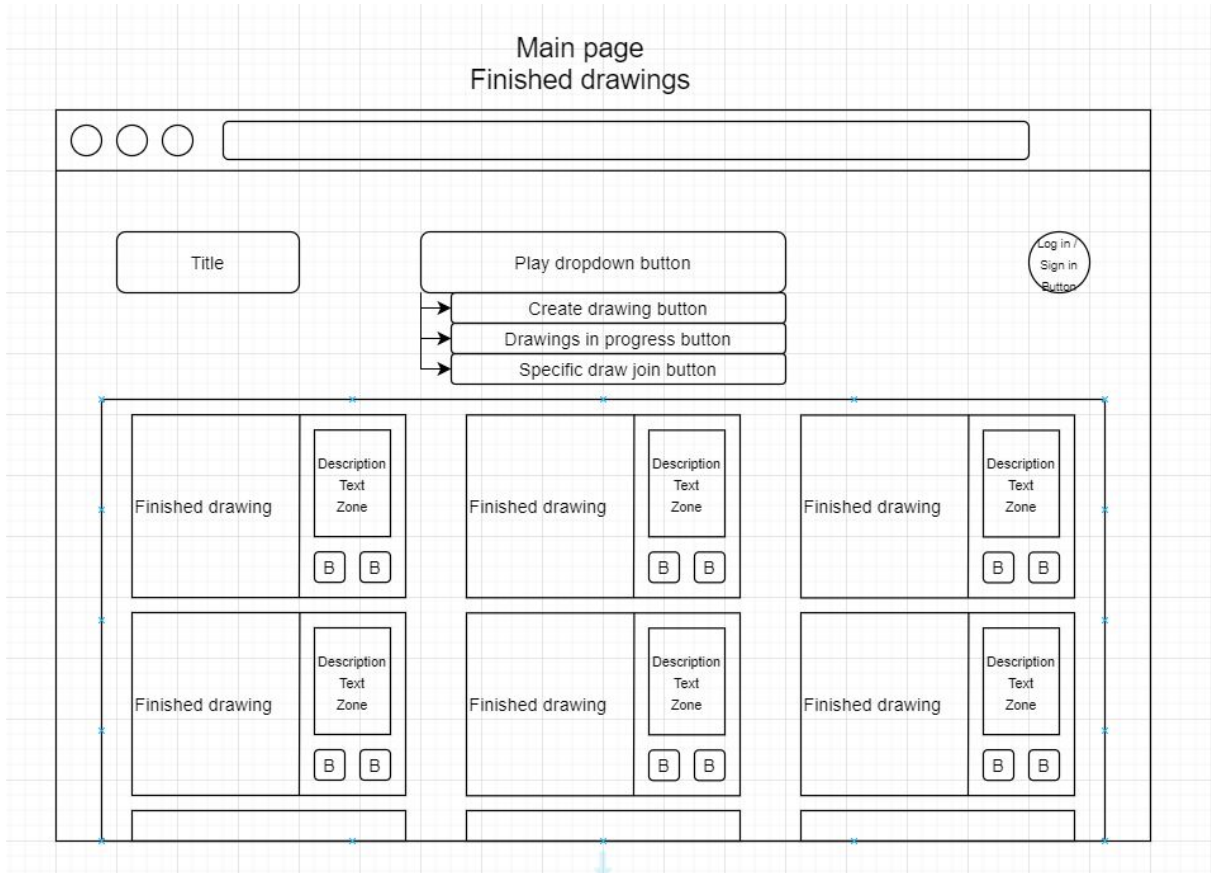 Main page
Finished drawings
Title
Play dropdown button
Log in /
Sign in
Button
Create drawing button
Drawings in progress button
Specific draw join button
Finished drawing
Description
Text
Zone
B B
Finished drawing
Description
Text
Zone
B B
Finished drawing
Description
Text
Zone
B B
Finished drawing
Description
Text
Zone
B B
Finished drawing
Description
Text
Zone
B B
Finished drawing
Description
Text
Zone
B B